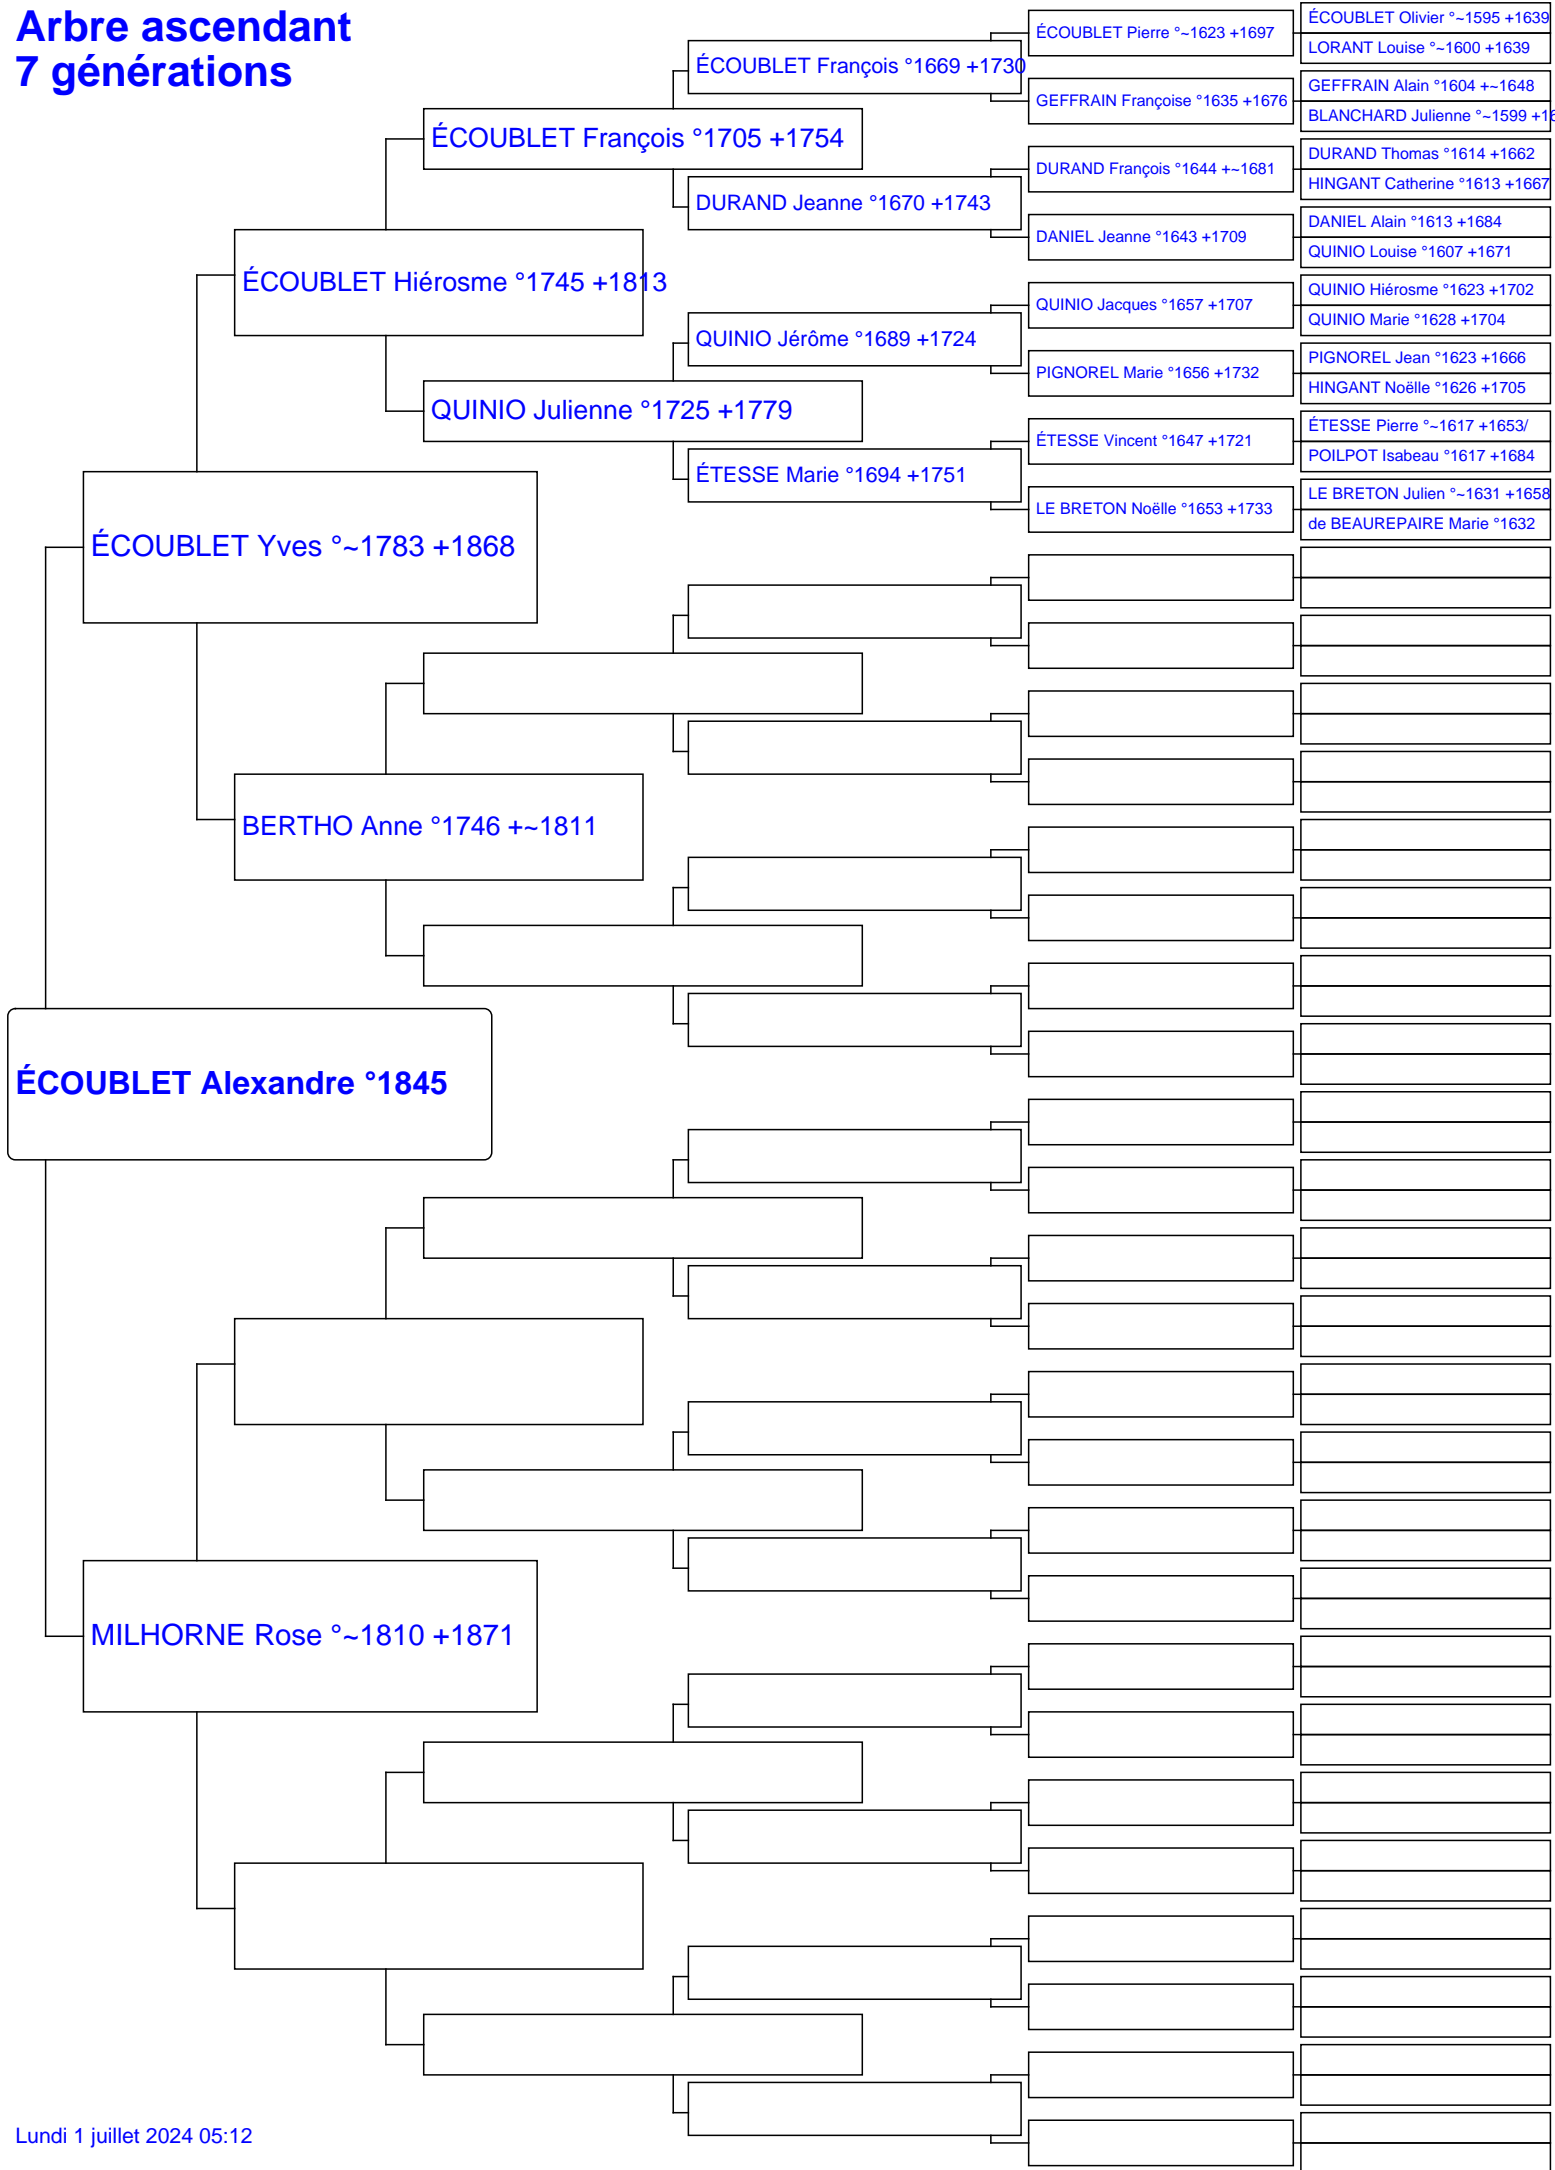 Arbre ascendant
7 générations
ÉCOUBLET Alexandre °1845
ÉCOUBLET Yves °~1783 +1868
MILHORNE Rose °~1810 +1871
ÉCOUBLET Hiérosme °1745 +1813
BERTHO Anne °1746 +~1811
ÉCOUBLET François °1705 +1754
QUINIO Julienne °1725 +1779
ÉCOUBLET François °1669 +1730
DURAND Jeanne °1670 +1743
QUINIO Jérôme °1689 +1724
ÉTESSE Marie °1694 +1751
ÉCOUBLET Pierre °~1623 +1697
GEFFRAIN Françoise °1635 +1676
DURAND François °1644 +~1681
DANIEL Jeanne °1643 +1709
QUINIO Jacques °1657 +1707
PIGNOREL Marie °1656 +1732
ÉTESSE Vincent °1647 +1721
LE BRETON Noëlle °1653 +1733
ÉCOUBLET Olivier °~1595 +1639
LORANT Louise °~1600 +1639
GEFFRAIN Alain °1604 +~1648
BLANCHARD Julienne °~1599
DURAND Thomas °1614 +1662
HINGANT Catherine °1613 +1667
DANIEL Alain °1613 +1684
QUINIO Louise °1607 +1671
QUINIO Hiérosme °1623 +1702
QUINIO Marie °1628 +1704
PIGNOREL Jean °1623 +1666
HINGANT Noëlle °1626 +1705
ÉTESSE Pierre °~1617 +1653/
POILPOT Isabeau °1617 +1684
LE BRETON Julien °~1631 +1658
de BEAUREPAIRE Marie °1632
Lundi 1 juillet 2024 05:12